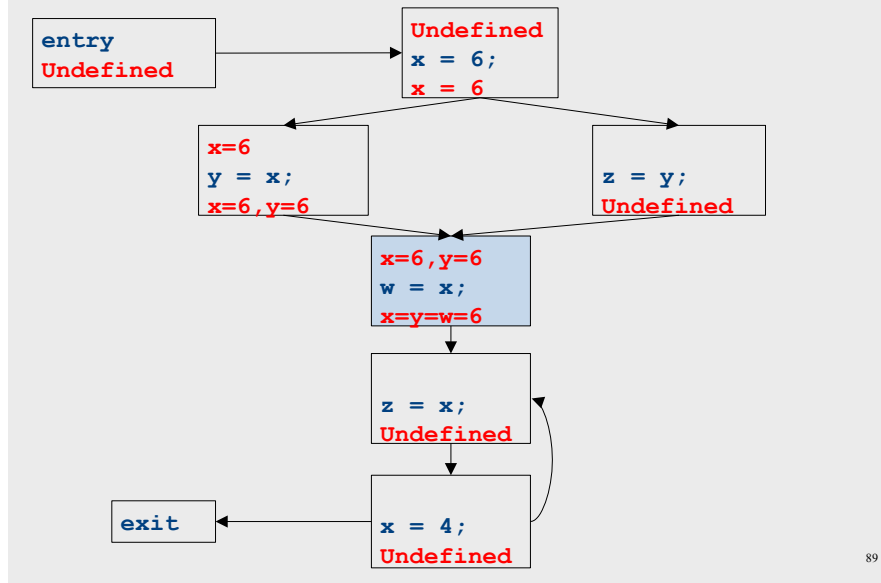 entry
Undefined
Undefined
x = 6;
x = 6
x=6
y = x;
x=6,y=6
z = y;
Undefined
x=6,y=6
w = x;
x=y=w=6
z = x;
Undefined
exit
x = 4;
Undefined
89